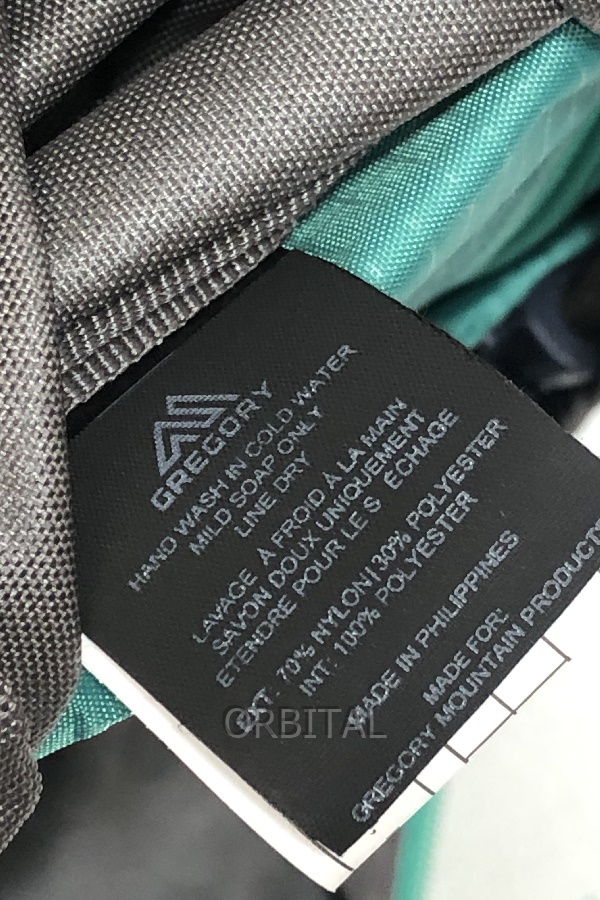 GREGORY
HAND WASH IN COLD WATER
MILD SOAP ONLY
LINE DRY
LAVAGE À FROID À LA MAIN
SAVON DOUX UNIQUEMENT
ETENDRE POUR LE S ÉCHAGE
EXT: 70% NYLON|30% POLYESTER
INT: 100% POLYESTER
MADE IN PHILIPPINES
MADE FOR:
GREGORY MOUNTAIN PRODUCTS
ORBITAL